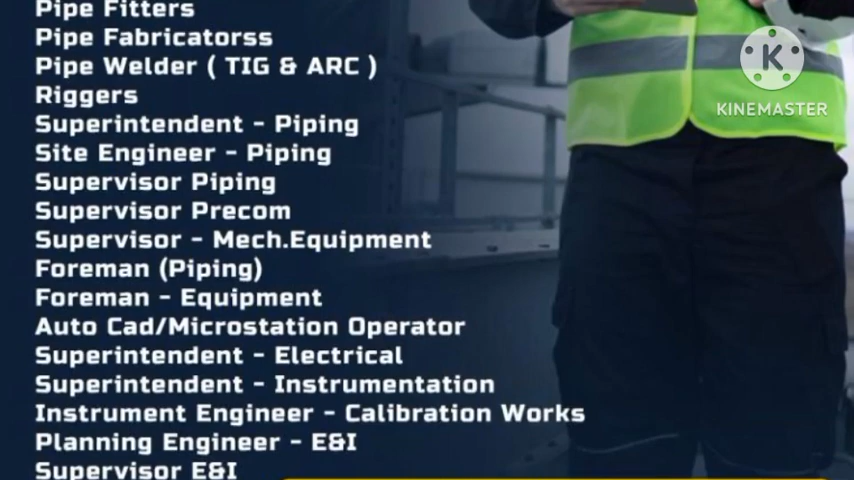 Pipe Fitters
Pipe Fabricatorss
Pipe Welder ( TIG & ARC )
Riggers
Superintendent - Piping
Site Engineer - Piping
Supervisor Piping
Supervisor Precom
Supervisor - Mech.Equipment
Foreman (Piping)
Foreman - Equipment
Auto Cad/Microstation Operator
Superintendent - Electrical
Superintendent - Instrumentation
Instrument Engineer - Calibration Works
Planning Engineer - E&I
Supervisor E&I
K
KINEMASTER